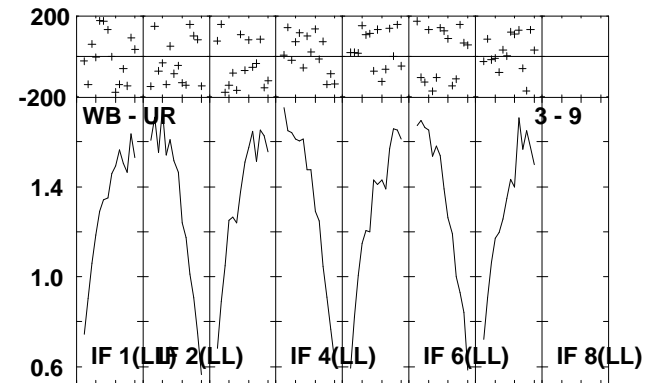 200
-200
WB - UR 3 - 9
1.4
1.0
0.6
IF 1(LL) IF 2(LL) IF 4(LL) IF 6(LL) IF 8(LL)